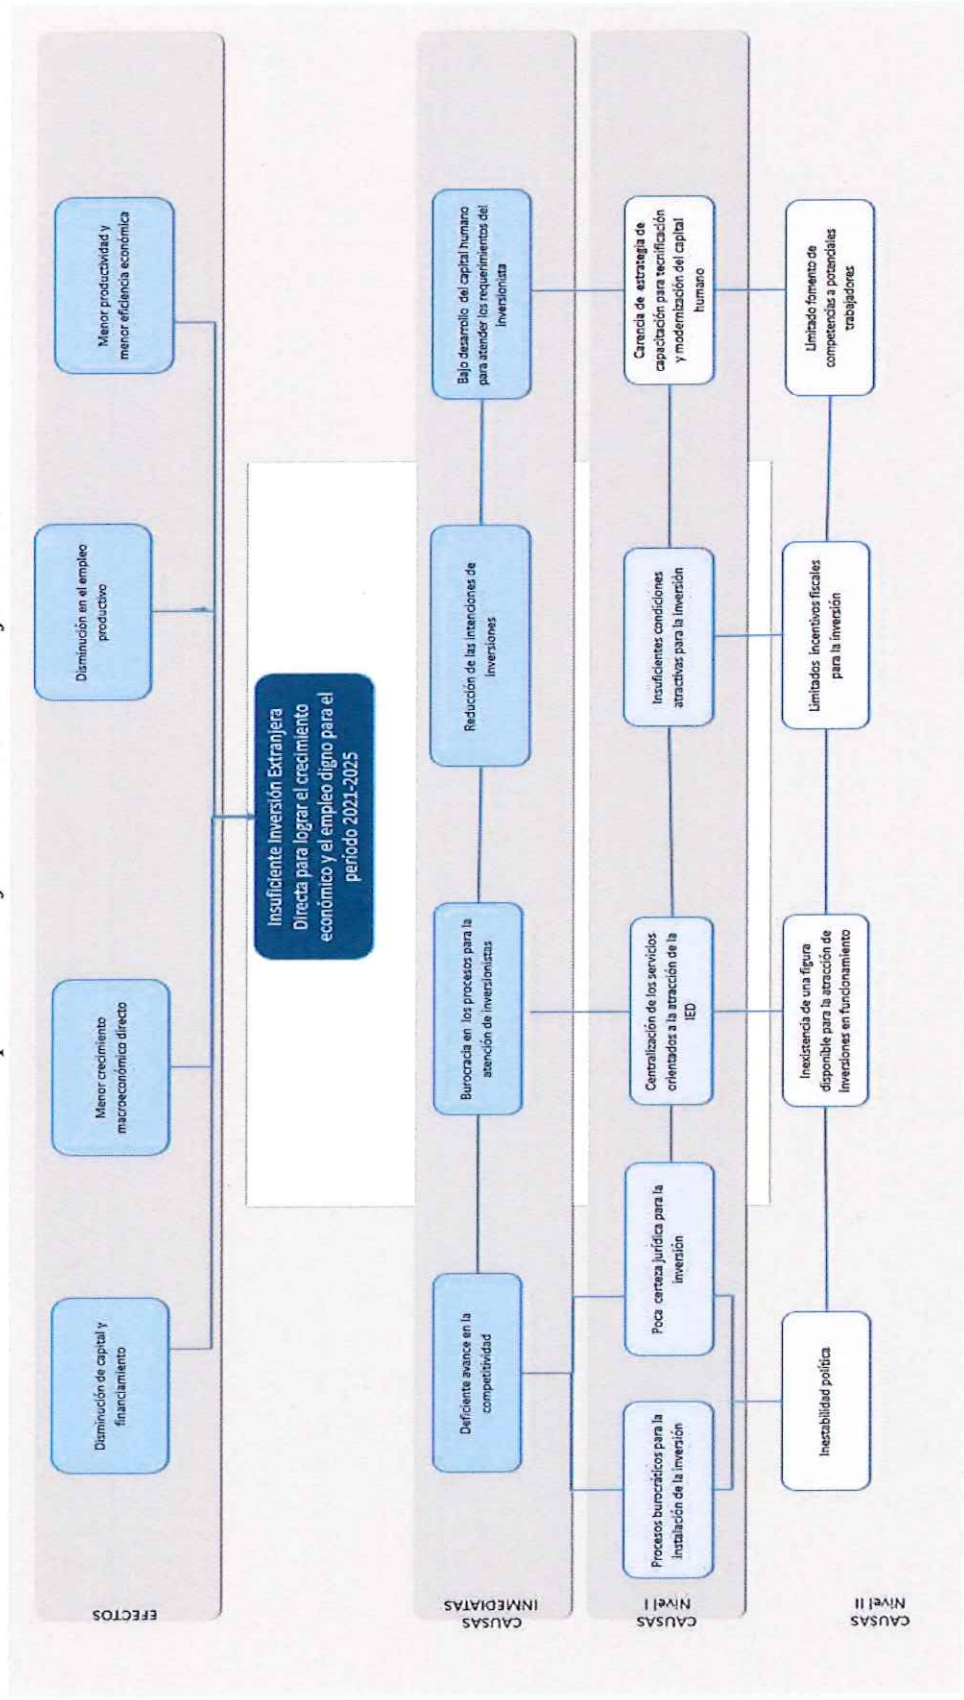 EFECTOS
Disminución de capital y
financiamiento
Menor crecimiento
macroeconómico directo
Disminución en el empleo
productivo
Menor productividad y
menor eficiencia económica
Insuficiente Inversión Extranjera
Directa para lograr el crecimiento
económico y el empleo digno para el
período 2021-2025
CAUSAS
INMEDIATAS
Deficiente avance en la
competitividad
Burocracia en los procesos para la
atención de inversionistas
Reducción de las intenciones de
inversiones
Bajo desarrollo del capital humano
para atender los requerimientos del
inversionista
CAUSAS
Nivel I
Procesos burocráticos para la
instalación de la inversión
Poca certeza jurídica para la
inversión
Centralización de los servicios
orientados a la atracción de la
IED
Insuficientes condiciones
atractivas para la inversión
Carencia de estrategia de
capacitación para tecnificación
y modernización del capital
humano
CAUSAS
Nivel II
Inestabilidad política
Inexistencia de una figura
disponible para la atracción de
Inversiones en funcionamiento
Limitados incentivos fiscales
para la inversión
Limitado fomento de
competencias a potenciales
trabajadores